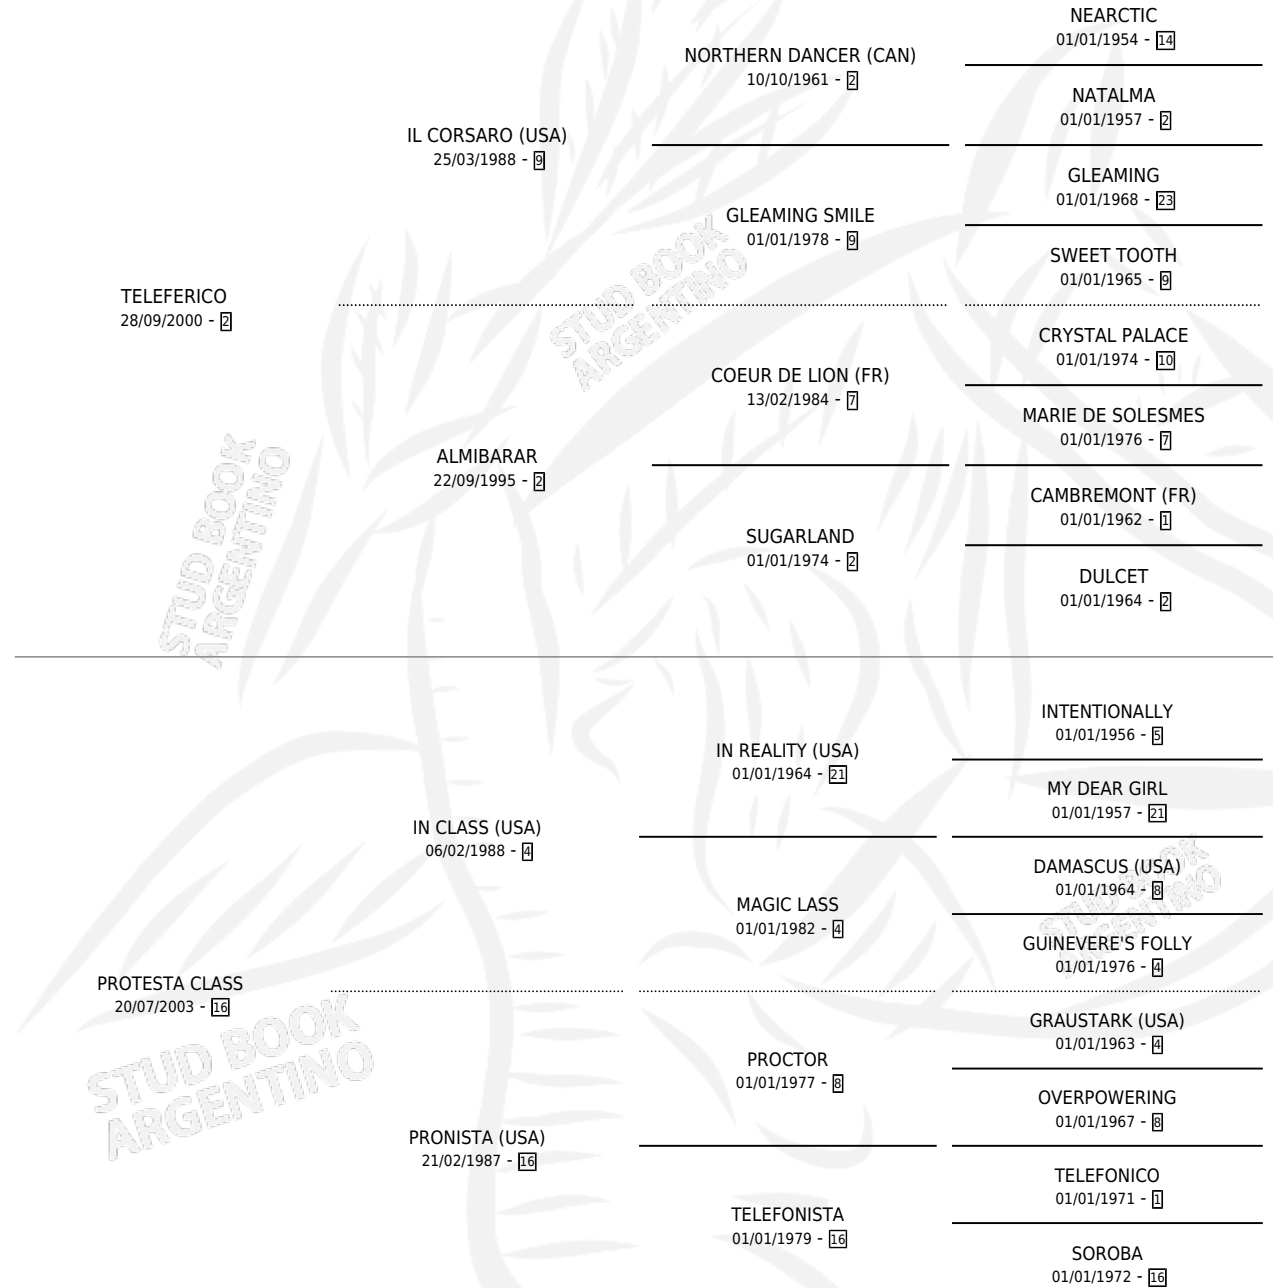 NEARCTIC
01/01/1954 - 14
NORTHERN DANCER (CAN)
10/10/1961 - 2
NATALMA
01/01/1957 - 2
IL CORSARO (USA)
25/03/1988 - 9
GLEAMING
01/01/1968 - 23
GLEAMING SMILE
01/01/1978 - 9
SWEET TOOTH
01/01/1965 - 9
STUD BOOK
ARGENTINO
TELEFERICO
28/09/2000 - 2
CRYSTAL PALACE
01/01/1974 - 10
COEUR DE LION (FR)
13/02/1984 - 7
MARIE DE SOLESMES
01/01/1976 - 7
ALMIBARAR
22/09/1995 - 2
CAMBREMONT (FR)
01/01/1962 - 1
SUGARLAND
01/01/1974 - 2
DULCET
01/01/1964 - 2
STUD BOOK
ARGENTINO
INTENTIONALLY
01/01/1956 - 5
IN REALITY (USA)
01/01/1964 - 21
MY DEAR GIRL
01/01/1957 - 21
IN CLASS (USA)
06/02/1988 - 4
DAMASCUS (USA)
01/01/1964 - 8
MAGIC LASS
01/01/1982 - 4
GUINEVERE'S FOLLY
01/01/1976 - 4
STUD BOOK
ARGENTINO
PROTESTA CLASS
20/07/2003 - 16
GRAUSTARK (USA)
01/01/1963 - 4
PROCTOR
01/01/1977 - 8
OVERPOWERING
01/01/1967 - 8
STUD BOOK
ARGENTINO
PRONISTA (USA)
21/02/1987 - 16
TELEFONICO
01/01/1971 - 1
TELEFONISTA
01/01/1979 - 16
SOROBA
01/01/1972 - 16